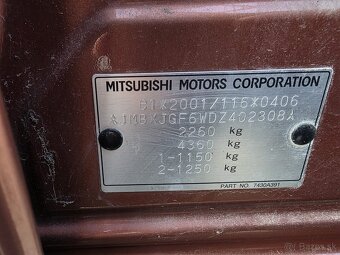 MITSUBISHI MOTORS CORPORATION
e1*2001/116*0406
2260 kg
4360 kg
1-1150 kg
2-1250 kg
PART NO. 7430A391